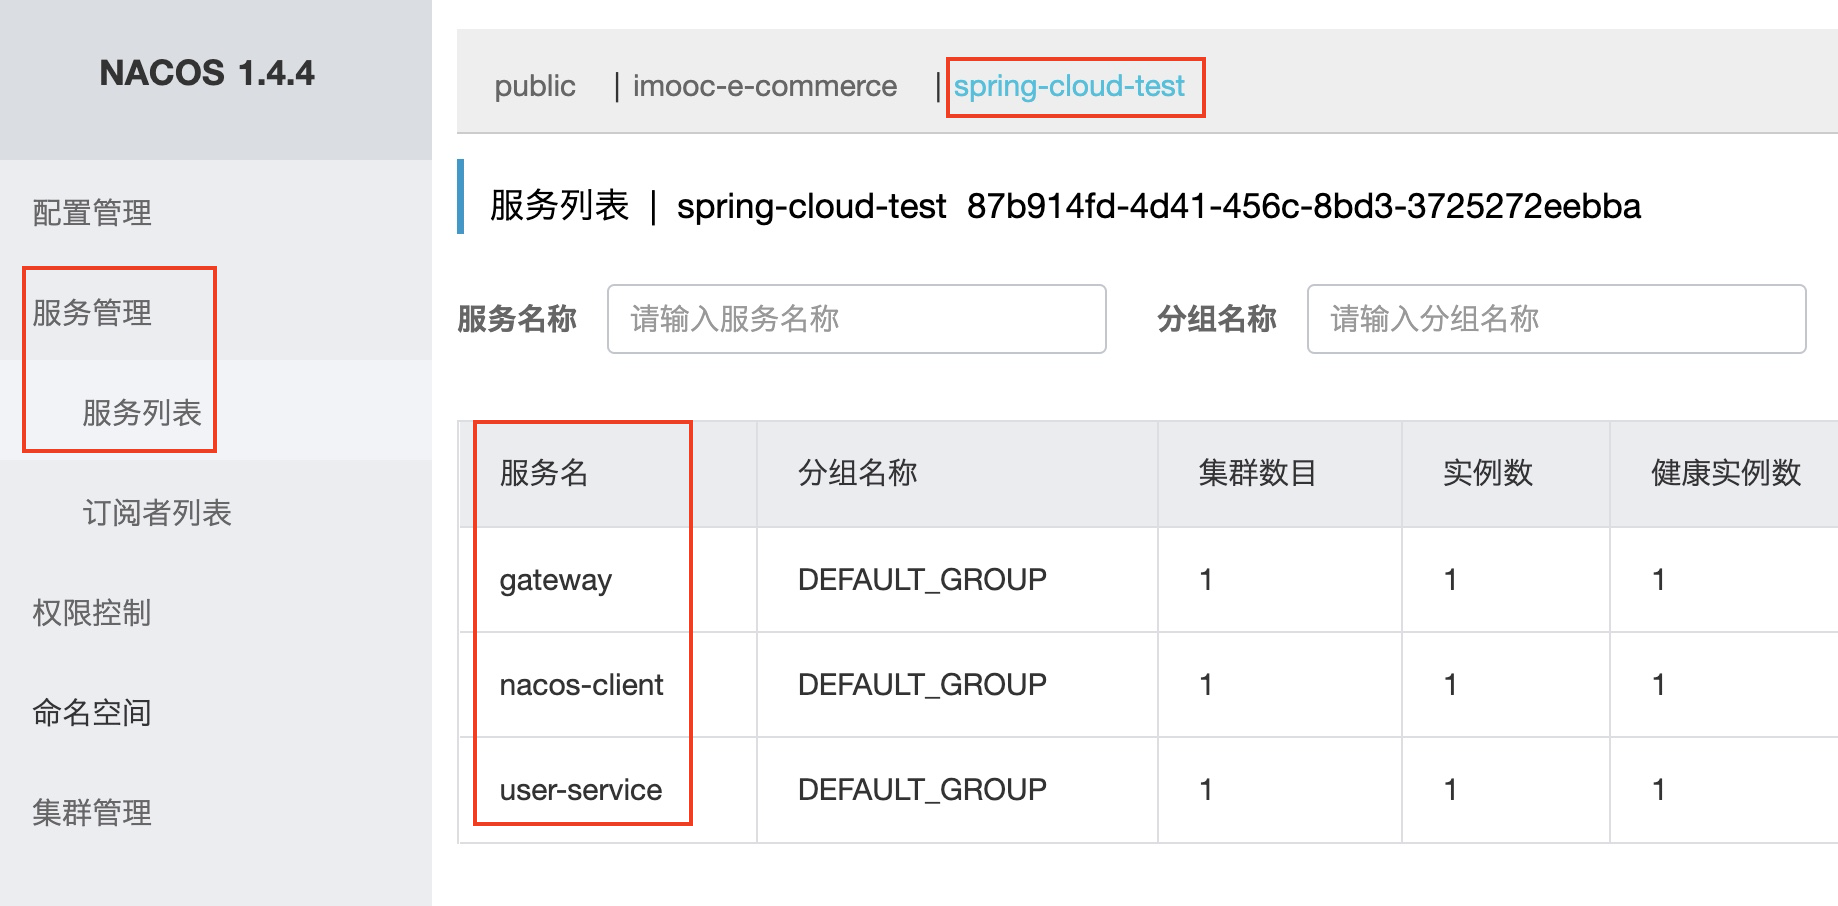 NACOS 1.4.4
配置管理
服务管理
服务列表
订阅者列表
权限控制
命名空间
集群管理
public | imooc-e-commerce | spring-cloud-test
服务列表 | spring-cloud-test 87b914fd-4d41-456c-8bd3-3725272eebba
服务名称 请输入服务名称 分组名称 请输入分组名称
服务名 分组名称 集群数目 实例数 健康实例数
gateway DEFAULT_GROUP 1 1 1
nacos-client DEFAULT_GROUP 1 1 1
user-service DEFAULT_GROUP 1 1 1